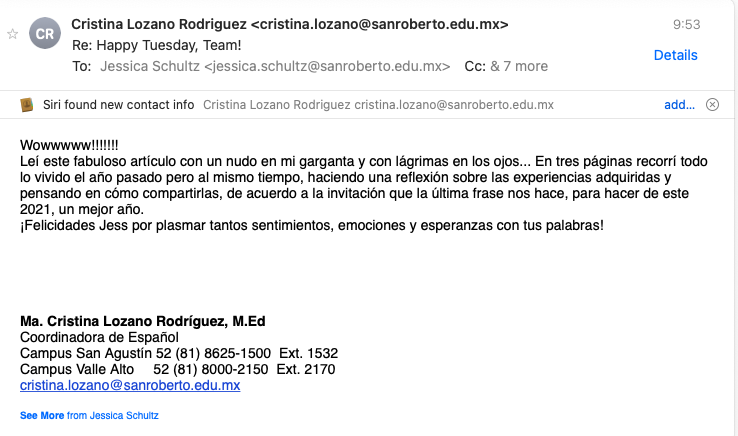 Cristina Lozano Rodriguez <cristina.lozano@sanroberto.edu.mx>
9:53
CR
Re: Happy Tuesday, Team!
To: Jessica Schultz <jessica.schultz@sanroberto.edu.mx> Cc: & 7 more
Details
Siri found new contact info Cristina Lozano Rodriguez cristina.lozano@sanroberto.edu.mx add...
Wowwwww!!!!!!!
Leí este fabuloso artículo con un nudo en mi garganta y con lágrimas en los ojos... En tres páginas recorrí todo
lo vivido el año pasado pero al mismo tiempo, haciendo una reflexión sobre las experiencias adquiridas y
pensando en cómo compartirlas, de acuerdo a la invitación que la última frase nos hace, para hacer de este
2021, un mejor año.
¡Felicidades Jess por plasmar tantos sentimientos, emociones y esperanzas con tus palabras!
Ma. Cristina Lozano Rodríguez, M.Ed
Coordinadora de Español
Campus San Agustín 52 (81) 8625-1500 Ext. 1532
Campus Valle Alto 52 (81) 8000-2150 Ext. 2170
cristina.lozano@sanroberto.edu.mx
See More from Jessica Schultz